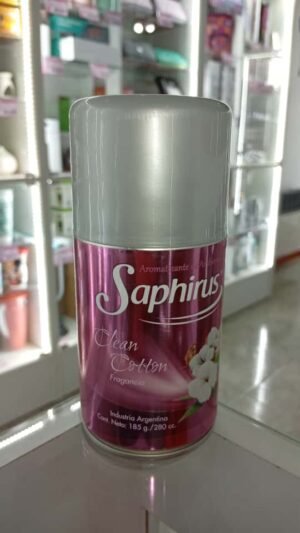 Aromatizante
Saphirus
Clean
Cotton
Fragancia
Industria Argentina
Cont. Neto: 185 g./280 cc.